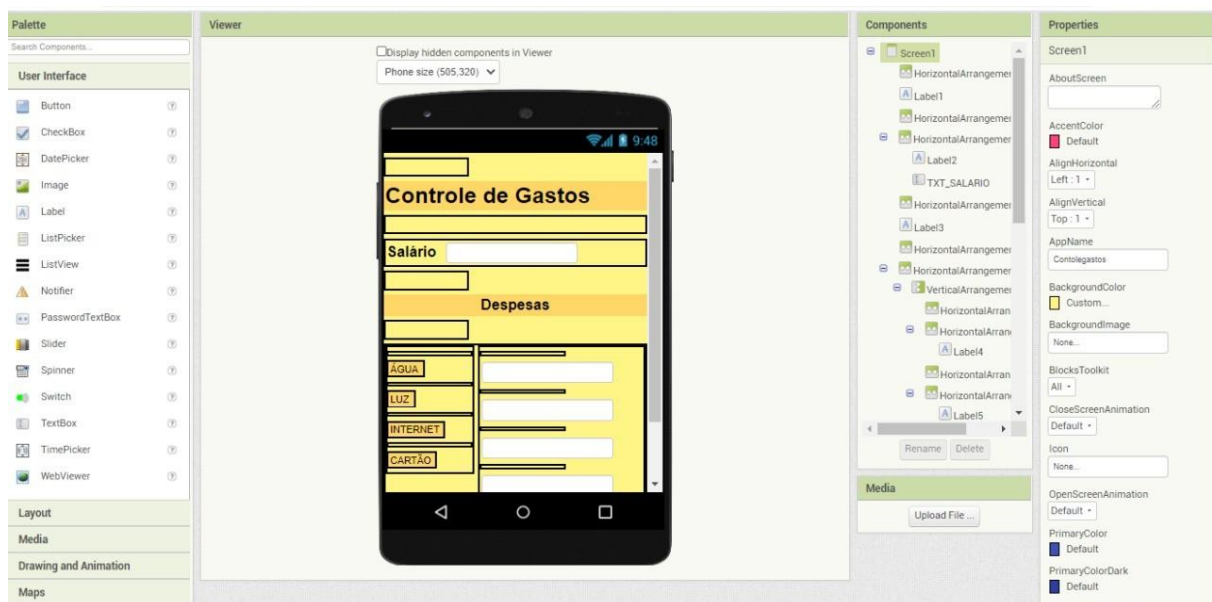 Palette
Search Components...
User Interface
Button
CheckBox
DatePicker
Image
Label
ListPicker
ListView
Notifier
PasswordTextBox
Slider
Spinner
Switch
TextBox
TimePicker
WebViewer
Layout
Media
Drawing and Animation
Maps
Viewer
Display hidden components in Viewer
Phone size (505,320)
9:48
Controle de Gastos
Salário
Despesas
ÁGUA
LUZ
INTERNET
CARTÃO
Components
Screen1
HorizontalArrangemer
Label1
HorizontalArrangemer
HorizontalArrangemer
Label2
TXT_SALARIO
HorizontalArrangemer
Label3
HorizontalArrangemer
HorizontalArrangemer
VerticalArrangemer
HorizontalArran
HorizontalArran
Label4
HorizontalArran
HorizontalArran
Label5
Rename Delete
Media
Upload File ...
Properties
Screen1
AboutScreen
AccentColor
Default
AlignHorizontal
Left : 1
AlignVertical
Top : 1
AppName
Contolegastos
BackgroundColor
Custom...
BackgroundImage
None...
BlocksToolkit
All
CloseScreenAnimation
Default
Icon
None...
OpenScreenAnimation
Default
PrimaryColor
Default
PrimaryColorDark
Default